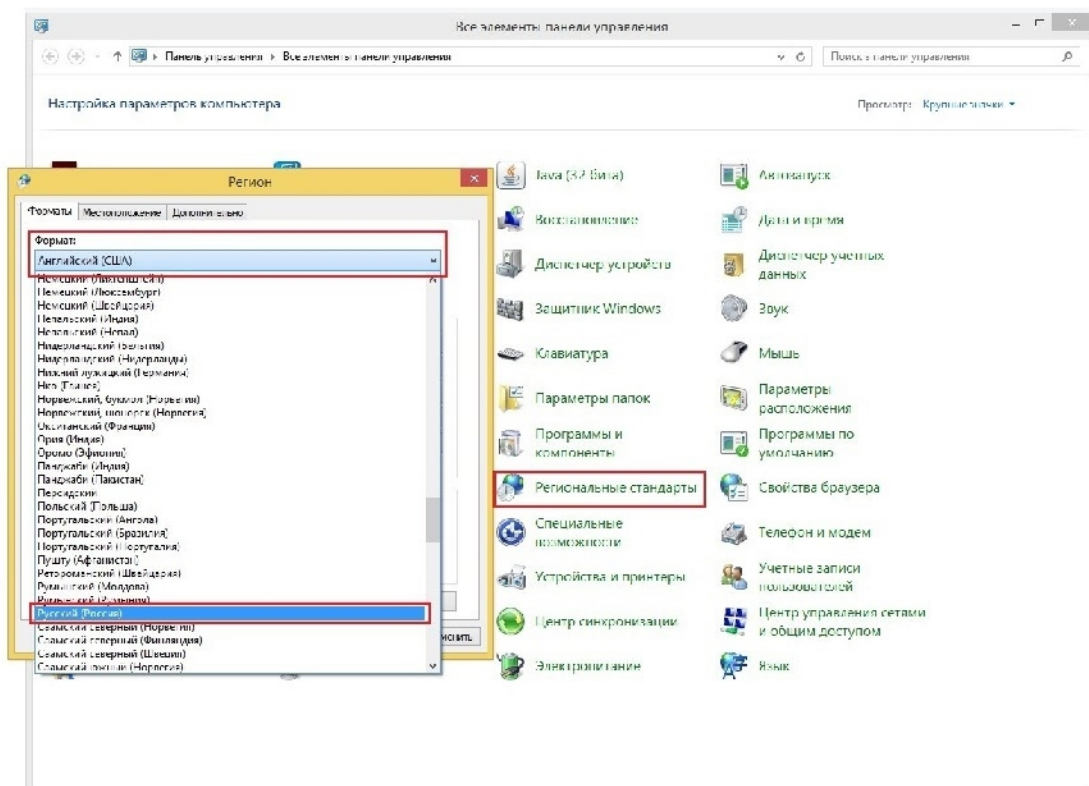 Все элементы панели управления
Панель управления
Все элементы панели управления
Поиск в панели управления
Настройка параметров компьютера
Просмотр: Крупные значки
Регион
Форматы
Местоположение
Дополнительно
Формат:
Английский (США)
Немецкий (Лихтенштейн)
Немецкий (Люксембург)
Немецкий (Швейцария)
Непальский (Индия)
Непальский (Непал)
Нидерландский (Бельгия)
Нидерландский (Нидерланды)
Нижний лужицкий (Германия)
Нко (Гвинея)
Норвежский, букмол (Норвегия)
Норвежский, нюнорск (Норвегия)
Окситанский (Франция)
Ория (Индия)
Оромо (Эфиопия)
Панджаби (Индия)
Панджаби (Пакистан)
Персидский
Польский (Польша)
Португальский (Ангола)
Португальский (Бразилия)
Португальский (Португалия)
Пушту (Афганистан)
Ретороманский (Швейцария)
Румынский (Молдова)
Румынский (Румыния)
Русский (Россия)
Саамский северный (Норвегия)
Саамский северный (Финляндия)
Саамский северный (Швеция)
Саамский южный (Норвегия)
Java (32 бита)
Автозапуск
Восстановление
Дата и время
Диспетчер устройств
Диспетчер учетных
данных
Защитник Windows
Звук
Клавиатура
Мышь
Параметры папок
Параметры
расположения
Программы и
компоненты
Программы по
умолчанию
Региональные стандарты
Свойства браузера
Специальные
возможности
Телефон и модем
Устройства и принтеры
Учетные записи
пользователей
Центр синхронизации
Центр управления сетями
и общим доступом
Электропитание
Язык